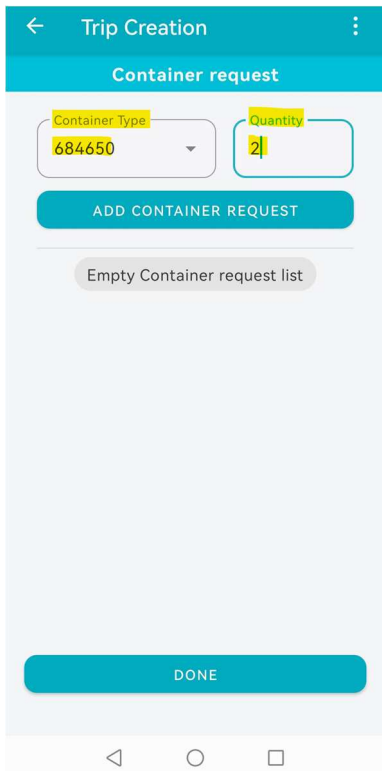 Trip Creation
Container request
Container Type
Quantity
684650
2
ADD CONTAINER REQUEST
Empty Container request list
DONE